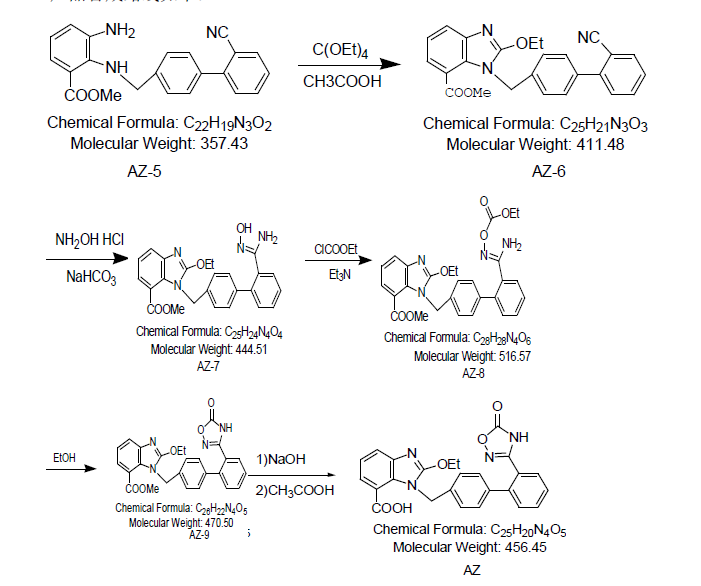 NH2
NC
NH
COOMe
C(OEt)4
CH3COOH
N
OEt
N
NC
COOMe
Chemical Formula: C22H19N3O2
Molecular Weight: 357.43
AZ-5
Chemical Formula: C25H21N3O3
Molecular Weight: 411.48
AZ-6
NH2OH HCl
NaHCO3
OH
N
NH2
N
OEt
N
COOMe
Chemical Formula: C25H24N4O4
Molecular Weight: 444.51
AZ-7
ClCOOEt
Et3N
O
OEt
O
N
NH2
N
OEt
N
COOMe
Chemical Formula: C28H28N4O6
Molecular Weight: 516.57
AZ-8
EtOH
O
O
NH
N
N
OEt
N
COOMe
Chemical Formula: C26H22N4O5
Molecular Weight: 470.50
AZ-9
1)NaOH
2)CH3COOH
O
O
NH
N
N
OEt
N
COOH
Chemical Formula: C25H20N4O5
Molecular Weight: 456.45
AZ